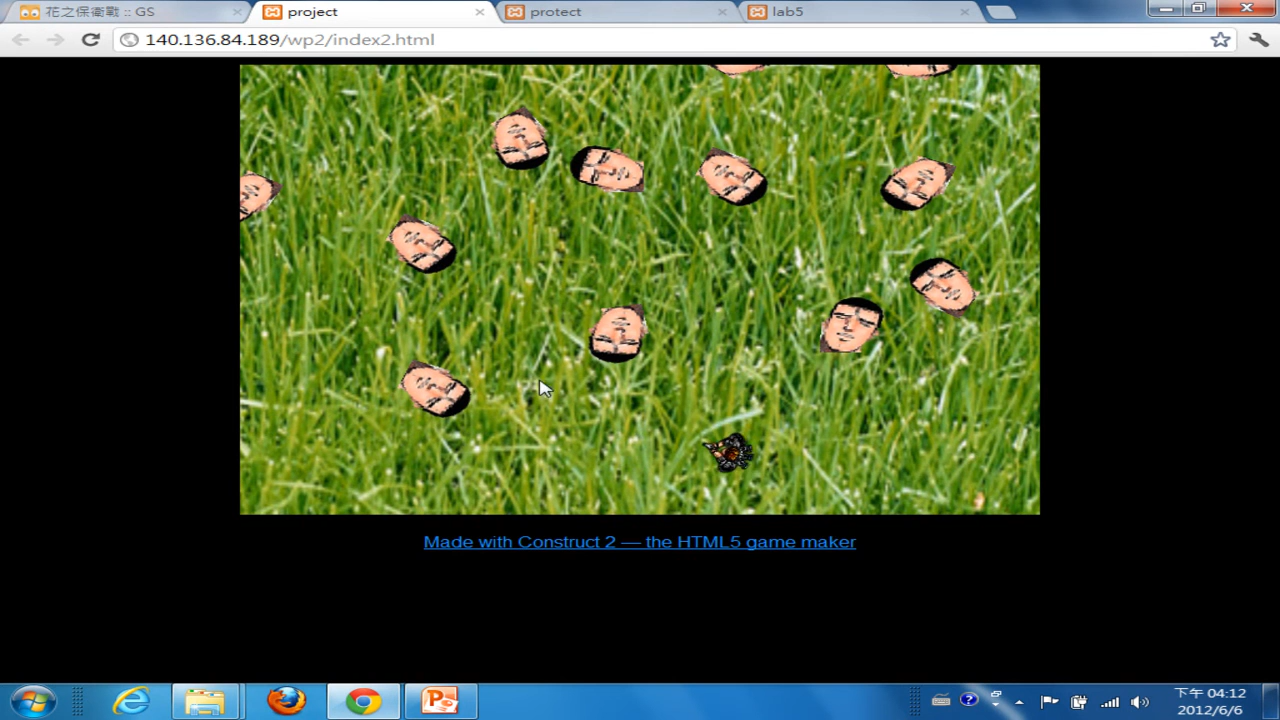 花之保衛戰 :: GS
project
protect
lab5
140.136.84.189/wp2/index2.html
Made with Construct 2 — the HTML5 game maker
下午 04:12
2012/6/6